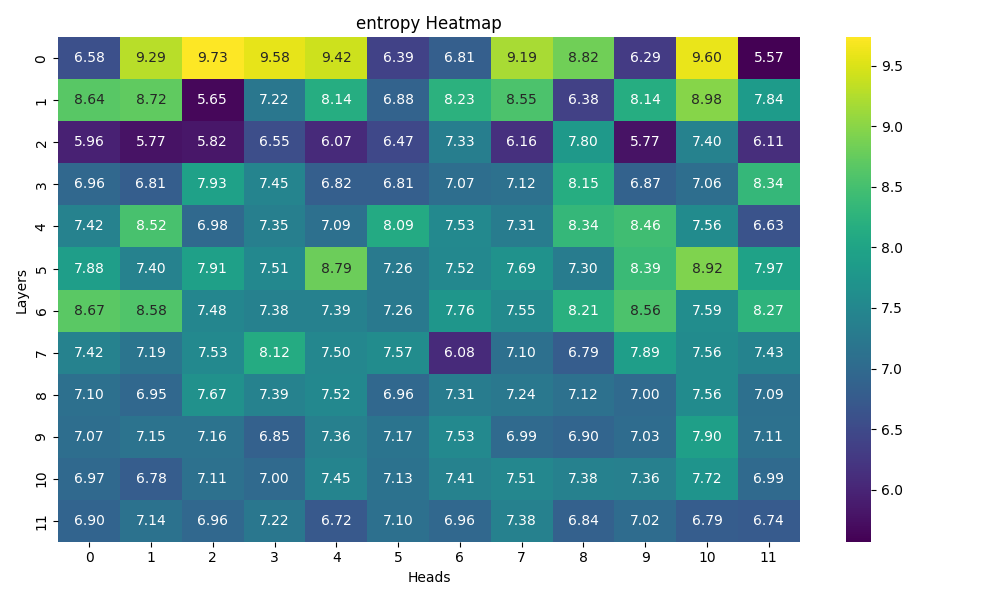 entropy Heatmap
0 6.58 9.29 9.73 9.58 9.42 6.39 6.81 9.19 8.82 6.29 9.60 5.57
1 8.64 8.72 5.65 7.22 8.14 6.88 8.23 8.55 6.38 8.14 8.98 7.84
2 5.96 5.77 5.82 6.55 6.07 6.47 7.33 6.16 7.80 5.77 7.40 6.11
3 6.96 6.81 7.93 7.45 6.82 6.81 7.07 7.12 8.15 6.87 7.06 8.34
4 7.42 8.52 6.98 7.35 7.09 8.09 7.53 7.31 8.34 8.46 7.56 6.63
5 7.88 7.40 7.91 7.51 8.79 7.26 7.52 7.69 7.30 8.39 8.92 7.97
6 8.67 8.58 7.48 7.38 7.39 7.26 7.76 7.55 8.21 8.56 7.59 8.27
7 7.42 7.19 7.53 8.12 7.50 7.57 6.08 7.10 6.79 7.89 7.56 7.43
8 7.10 6.95 7.67 7.39 7.52 6.96 7.31 7.24 7.12 7.00 7.56 7.09
9 7.07 7.15 7.16 6.85 7.36 7.17 7.53 6.99 6.90 7.03 7.90 7.11
10 6.97 6.78 7.11 7.00 7.45 7.13 7.41 7.51 7.38 7.36 7.72 6.99
11 6.90 7.14 6.96 7.22 6.72 7.10 6.96 7.38 6.84 7.02 6.79 6.74
0 1 2 3 4 5 6 7 8 9 10 11
Heads
Layers
9.5
9.0
8.5
8.0
7.5
7.0
6.5
6.0